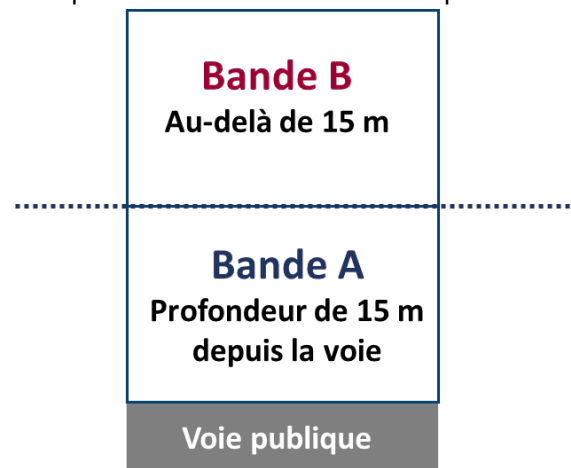 Bande B
Au-delà de 15 m
Bande A
Profondeur de 15 m
depuis la voie
Voie publique